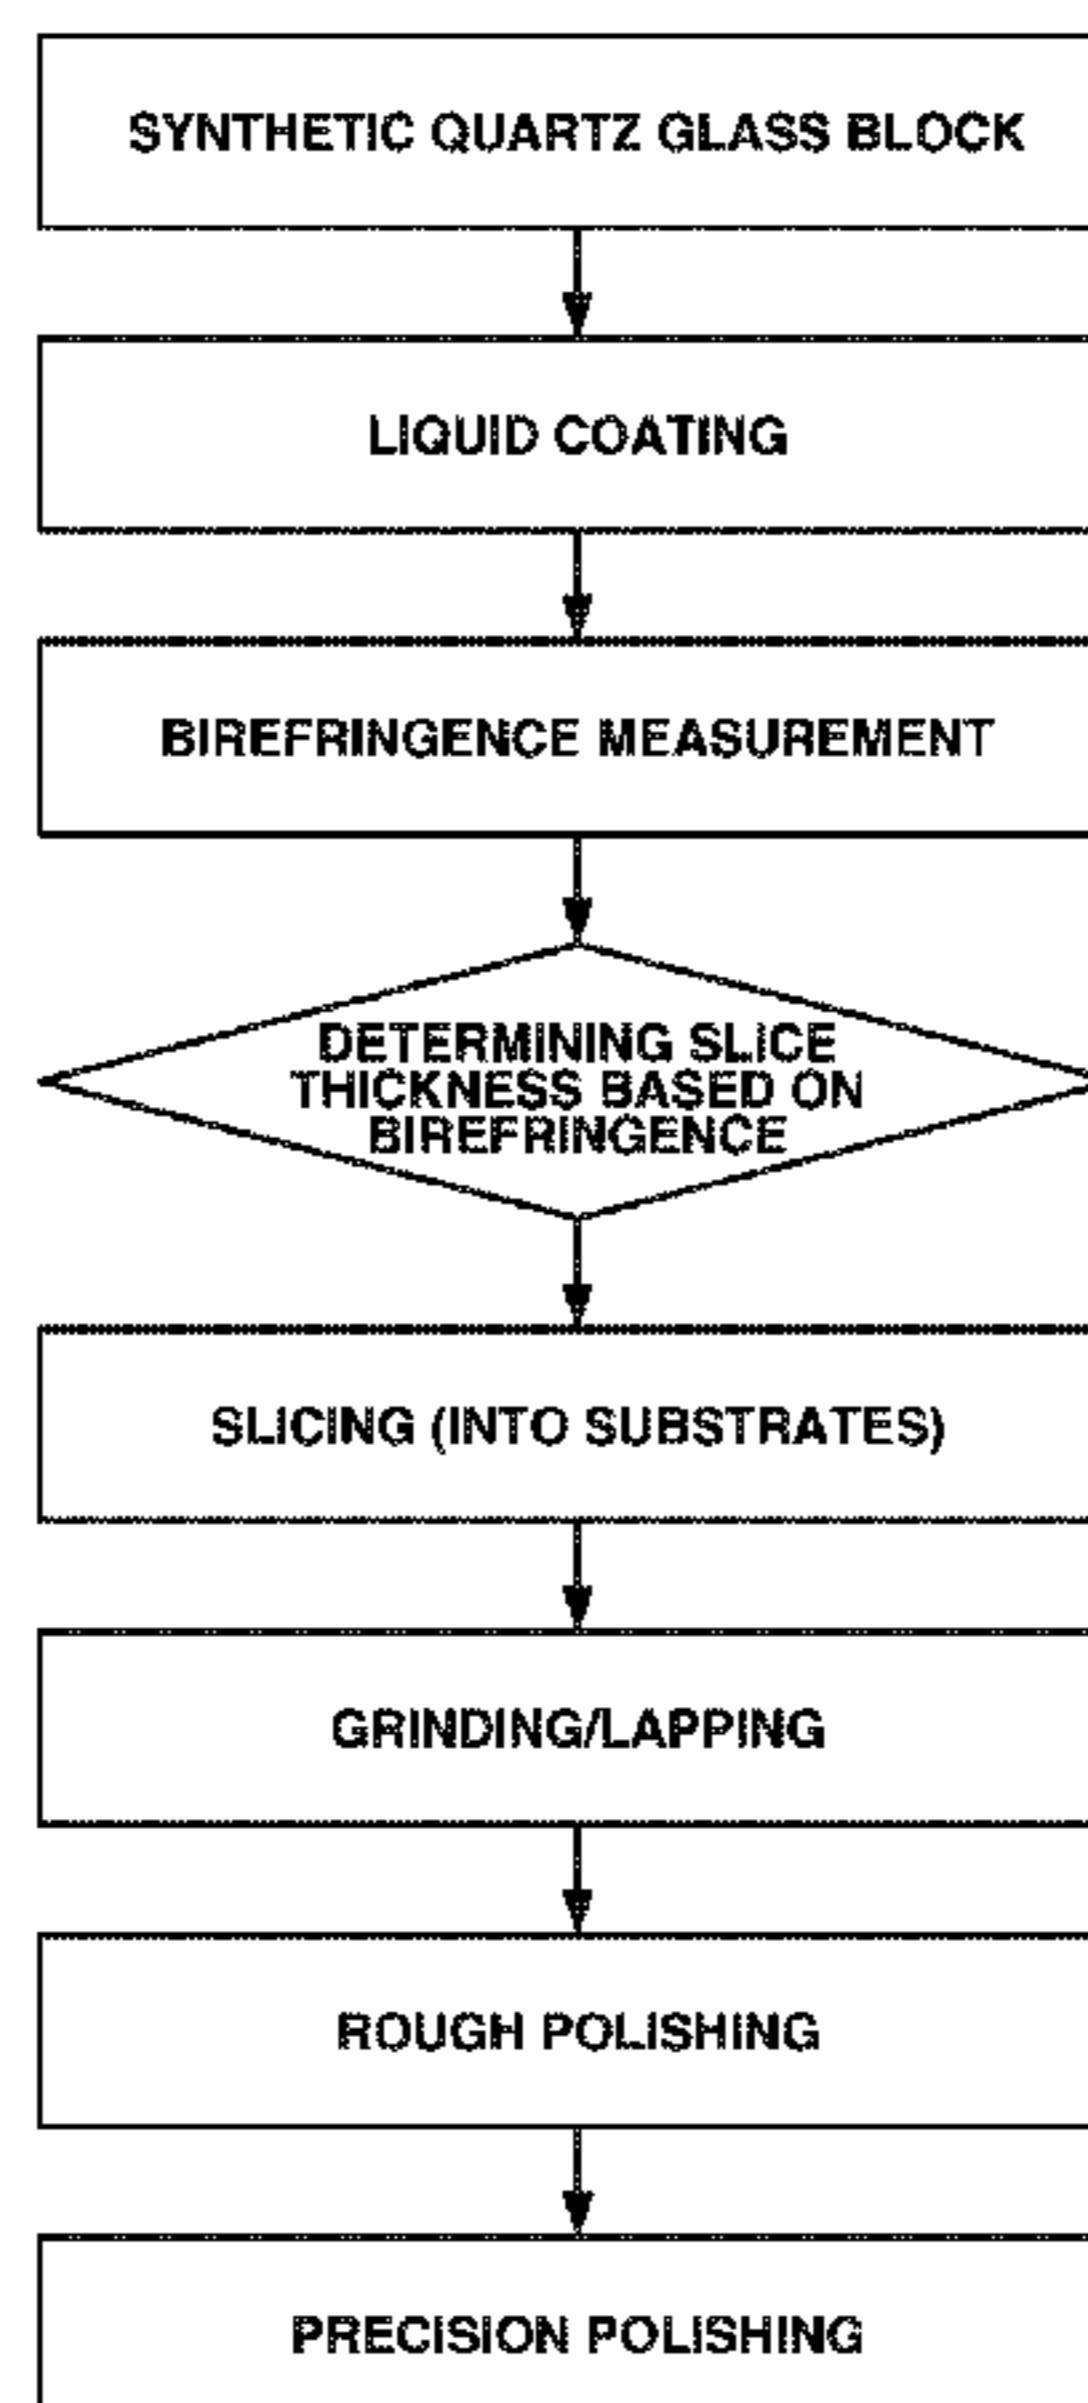 SYNTHETIC QUARTZ GLASS BLOCK
LIQUID COATING
BIREFRINGENCE MEASUREMENT
DETERMINING SLICE
THICKNESS BASED ON
BIREFRINGENCE
SLICING (INTO SUBSTRATES)
GRINDING/LAPPING
ROUGH POLISHING
PRECISION POLISHING